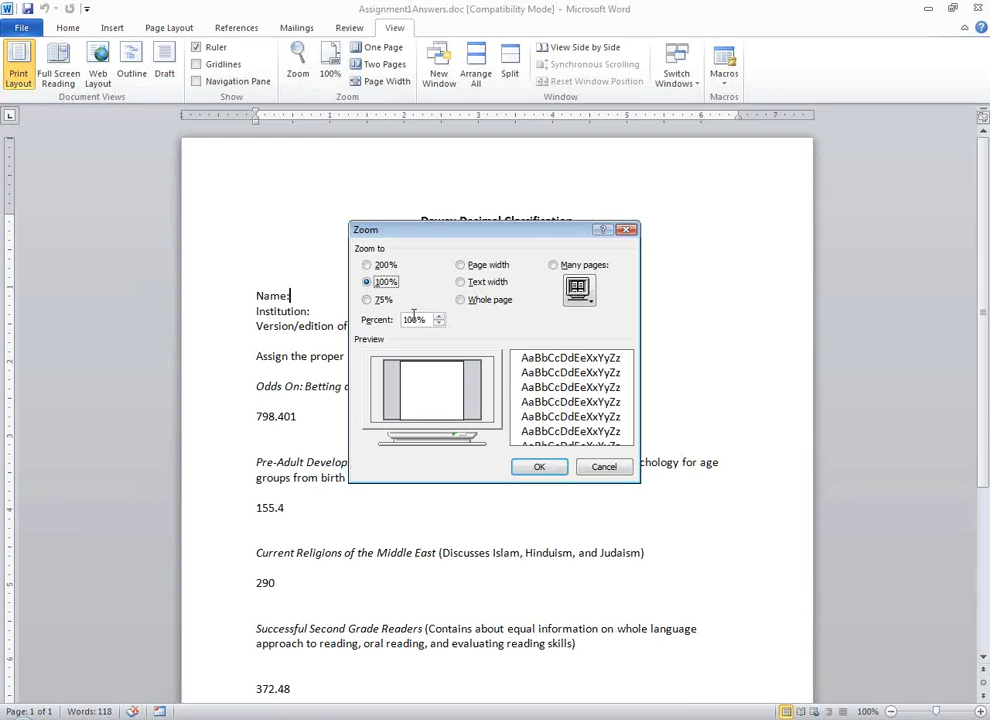 Assignment1Answers.doc [Compatibility Mode] - Microsoft Word
File Home Insert Page Layout References Mailings Review View
Print Layout
Full Screen Reading
Web Layout
Outline
Draft
Document Views
Ruler
Gridlines
Navigation Pane
Show
Zoom
100%
One Page
Two Pages
Page Width
Zoom
New Window
Arrange All
Split
View Side by Side
Synchronous Scrolling
Reset Window Position
Window
Switch Windows
Macros
Macros
1 2 3 4 5 6 7
Dewey Decimal Classification
Name:
Institution:
Version/edition of
Assign the proper
Odds On: Betting
798.401
Pre-Adult Develop chology for age
groups from birth
155.4
Current Religions of the Middle East (Discusses Islam, Hinduism, and Judaism)
290
Successful Second Grade Readers (Contains about equal information on whole language
approach to reading, oral reading, and evaluating reading skills)
372.48
Zoom
Zoom to
200% Page width Many pages:
100% Text width
75% Whole page
Percent: 100%
Preview
AaBbCcDdEeXxYyZz
AaBbCcDdEeXxYyZz
AaBbCcDdEeXxYyZz
AaBbCcDdEeXxYyZz
AaBbCcDdEeXxYyZz
AaBbCcDdEeXxYyZz
AaBbCcDdEeXxYyZz
OK Cancel
Page: 1 of 1 Words: 118 100%